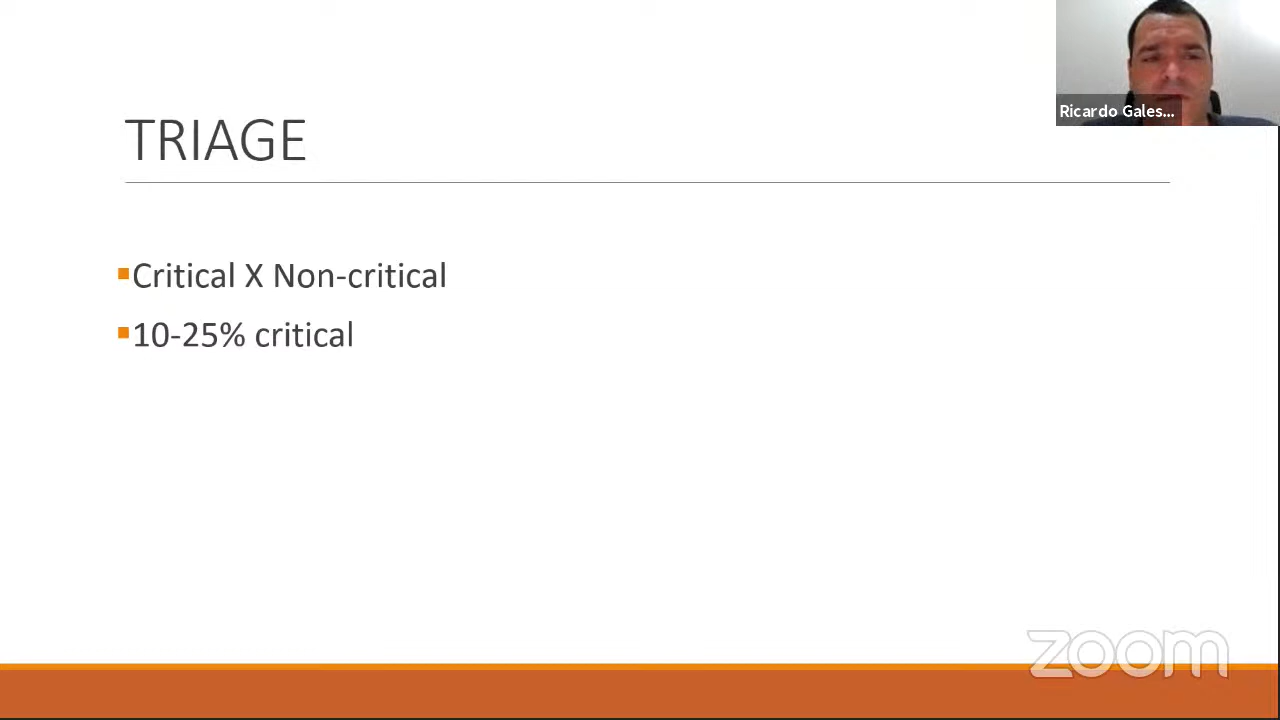 Ricardo Gales...
TRIAGE
Critical X Non-critical
10-25% critical
zoom